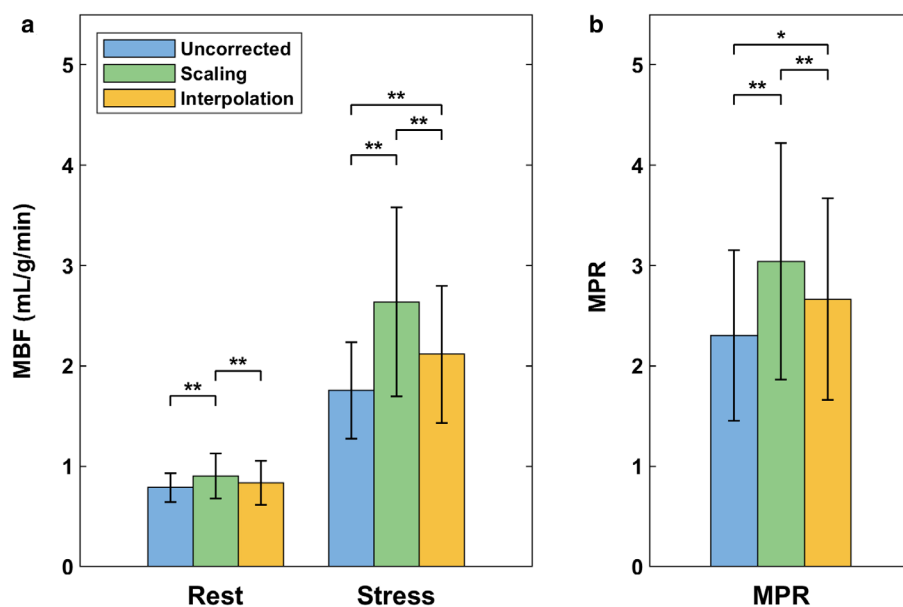 a
Uncorrected
Scaling
Interpolation
MBF (mL/g/min)
5
4
3
2
1
0
**
**
**
**
**
Rest
Stress
b
MPR
5
4
3
2
1
0
*
**
**
MPR